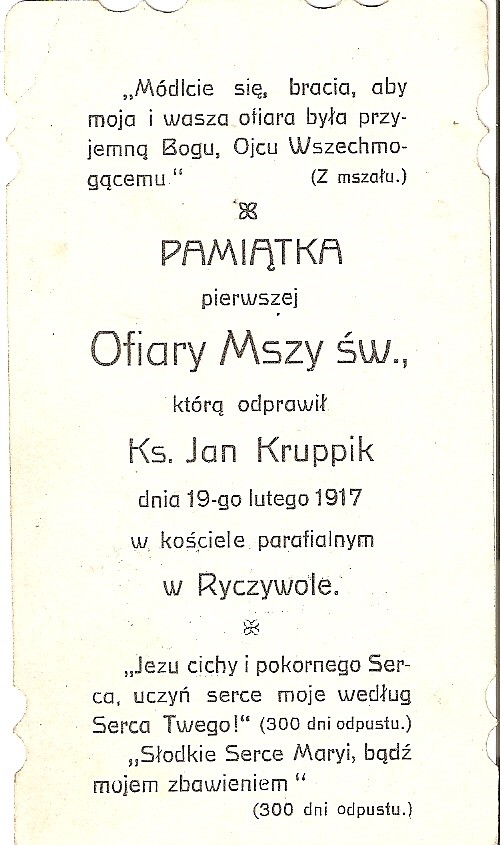 „Módlcie się, bracia, aby
moja i wasza ofiara była przy-
jemną Bogu, Ojcu Wszechmo-
gącemu.“ (Z mszału.)
PAMIĄTKA
pierwszej
Ofiary Mszy św.,
którą odprawił
Ks. Jan Kruppik
dnia 19-go lutego 1917
w kościele parafialnym
w Ryczywole.
„Jezu cichy i pokornego Ser-
ca, uczyń serce moje według
Serca Twego!“ (300 dni odpustu.)
„Słodkie Serce Maryi, bądź
mojem zbawieniem “
(300 dni odpustu.)